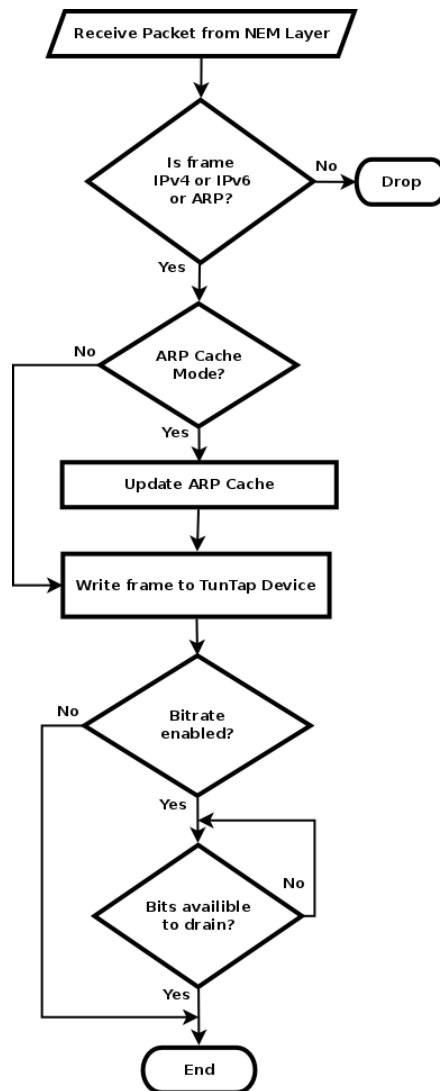 Receive Packet from NEM Layer
Is frame
IPv4 or IPv6
or ARP?
No
Drop
Yes
No
ARP Cache
Mode?
Yes
Update ARP Cache
Write frame to TunTap Device
No
Bitrate
enabled?
Yes
No
Bits availible
to drain?
Yes
End